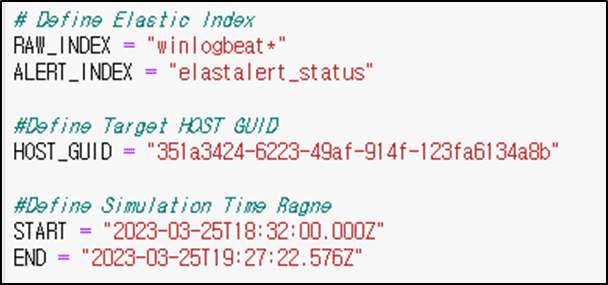 # Define Elastic Index
RAW_INDEX = "winlogbeat*"
ALERT_INDEX = "elastalert_status"
#Define Target HOST GUID
HOST_GUID = "351a3424-6223-49af-914f-123fa6134a8b"
#Define Simulation Time Ragne
START = "2023-03-25T18:32:00.000Z"
END = "2023-03-25T19:27:22.576Z"